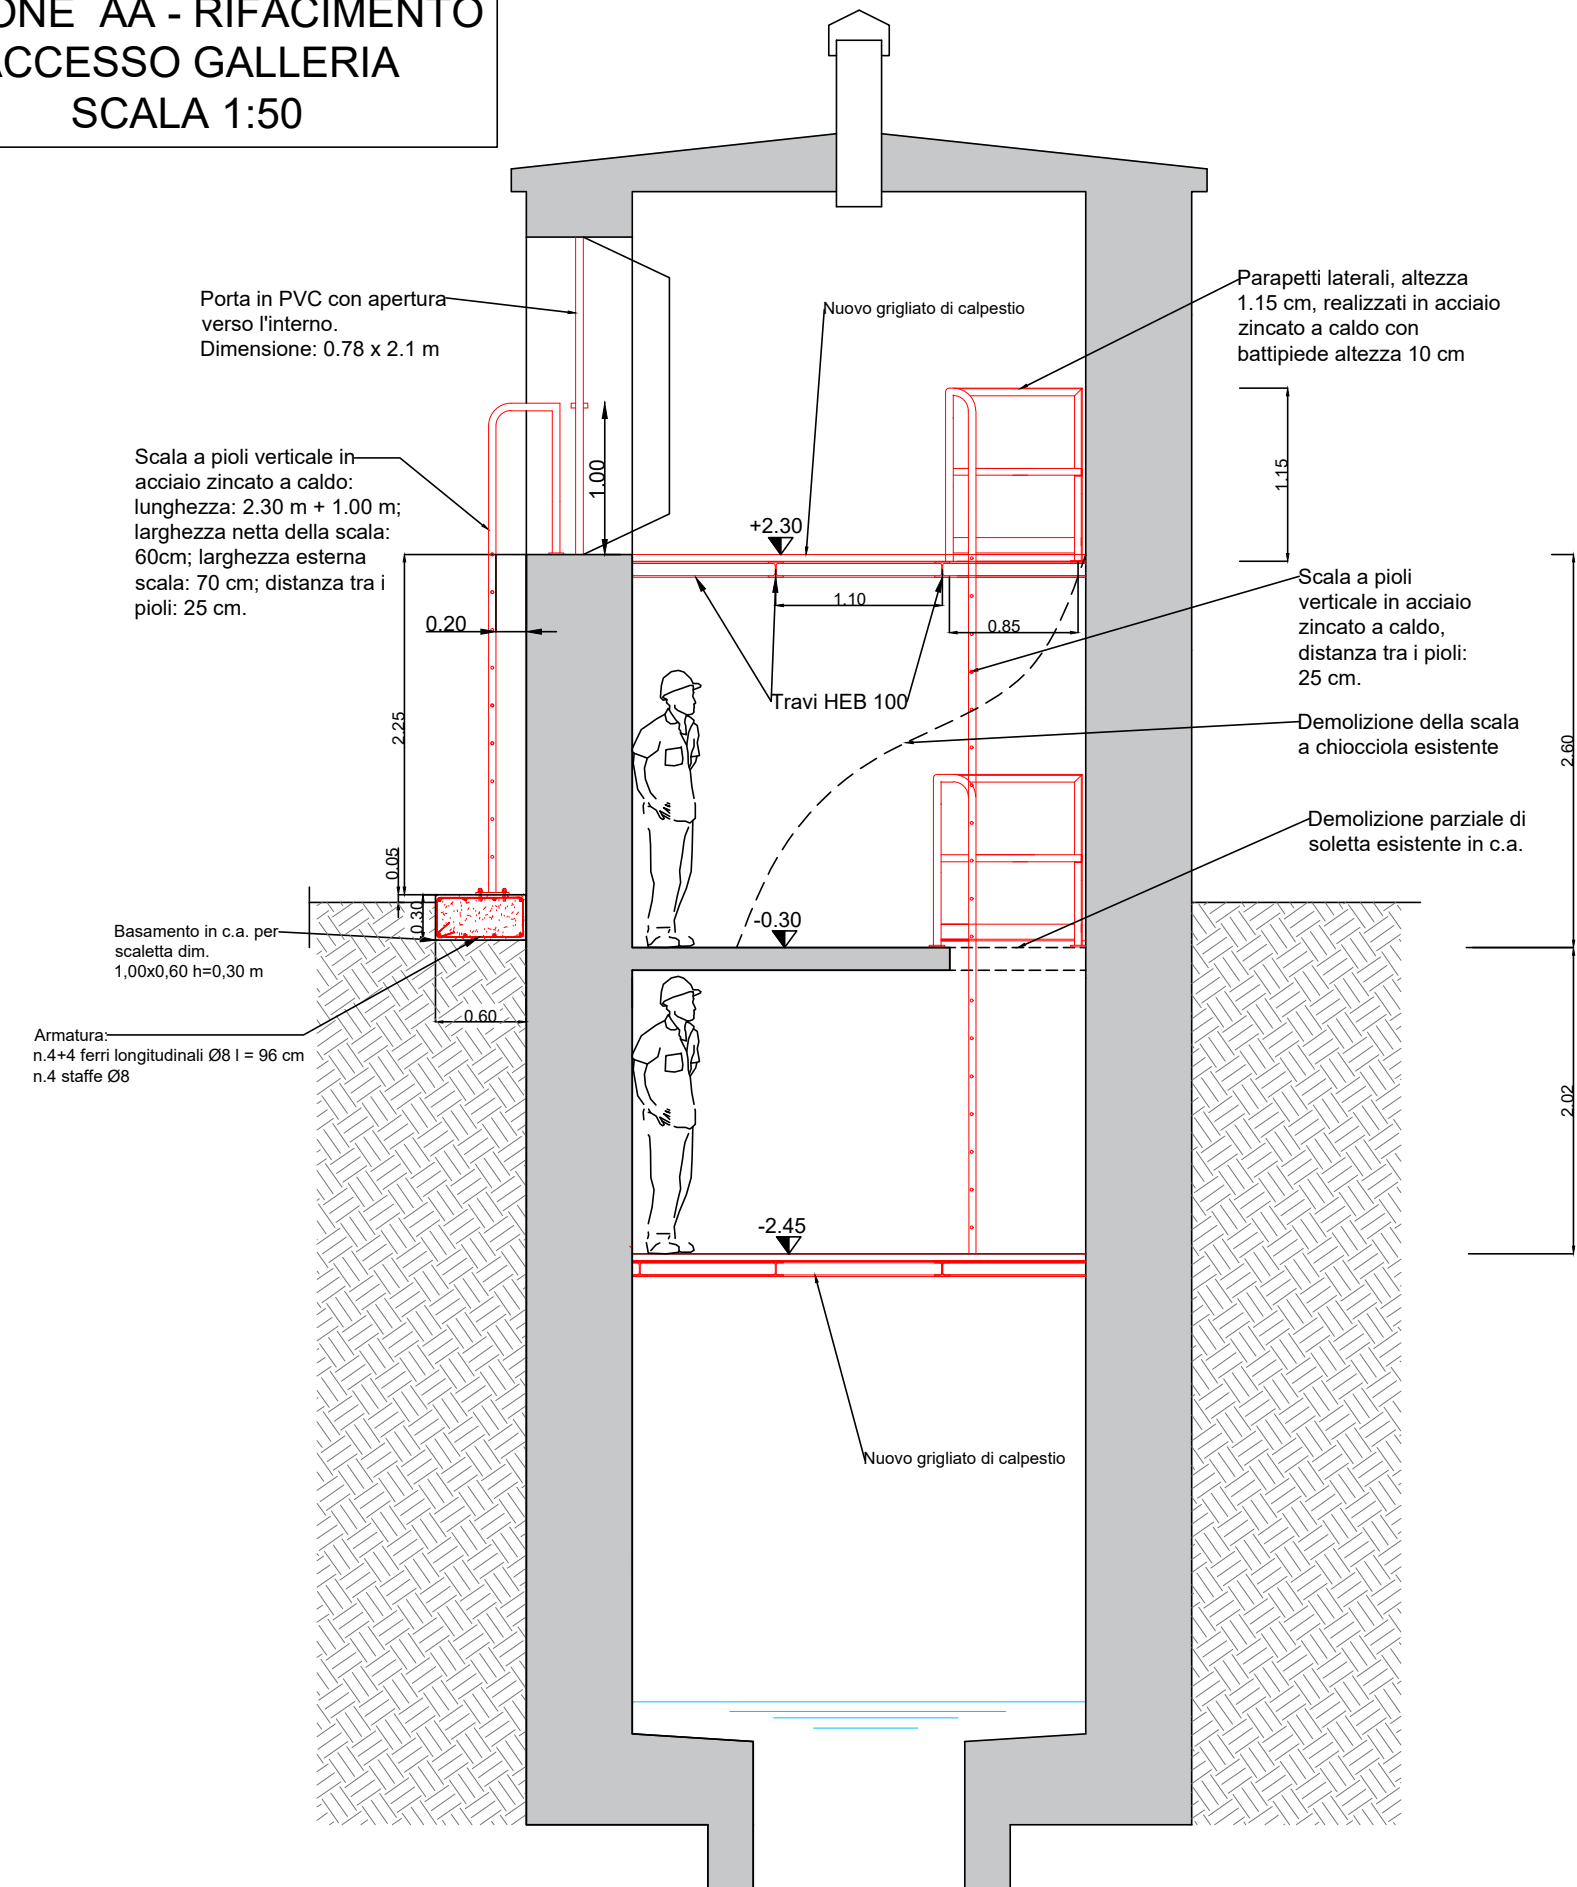 ONE AA - RIFACIMENTO
ACCESSO GALLERIA
SCALA 1:50
Porta in PVC con apertura
verso l'interno.
Dimensione: 0.78 x 2.1 m
Nuovo grigliato di calpestio
Parapetti laterali, altezza
1.15 cm, realizzati in acciaio
zincato a caldo con
battipiede altezza 10 cm
Scala a pioli verticale in
acciaio zincato a caldo:
lunghezza: 2.30 m + 1.00 m;
larghezza netta della scala:
60cm; larghezza esterna
scala: 70 cm; distanza tra i
pioli: 25 cm.
1.00
1.15
+2.30
1.10
0.85
0.20
Scala a pioli
verticale in acciaio
zincato a caldo,
distanza tra i pioli:
25 cm.
Travi HEB 100
Demolizione della scala
a chiocciola esistente
2.25
2.60
Demolizione parziale di
soletta esistente in c.a.
0.05
0.30
-0.30
Basamento in c.a. per
scaletta dim.
1,00x0,60 h=0,30 m
0.60
Armatura:
n.4+4 ferri longitudinali Ø8 l = 96 cm
n.4 staffe Ø8
2.02
-2.45
Nuovo grigliato di calpestio